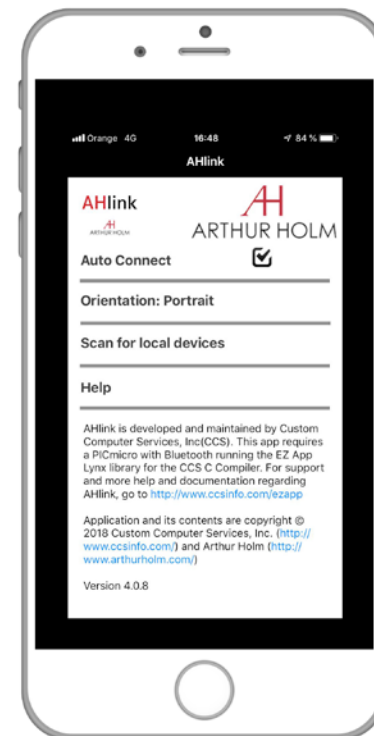 Orange 4G 16:48 84 %
AHlink
AHlink AH
AH ARTHUR HOLM
ARTHUR HOLM
Auto Connect
Orientation: Portrait
Scan for local devices
Help
AHlink is developed and maintained by Custom
Computer Services, Inc(CCS). This app requires
a PICmicro with Bluetooth running the EZ App
Lynx library for the CCS C Compiler. For support
and more help and documentation regarding
AHlink, go to http://www.ccsinfo.com/ezapp
Application and its contents are copyright ©
2018 Custom Computer Services, Inc. (http://
www.ccsinfo.com/) and Arthur Holm (http://
www.arthurholm.com/)
Version 4.0.8